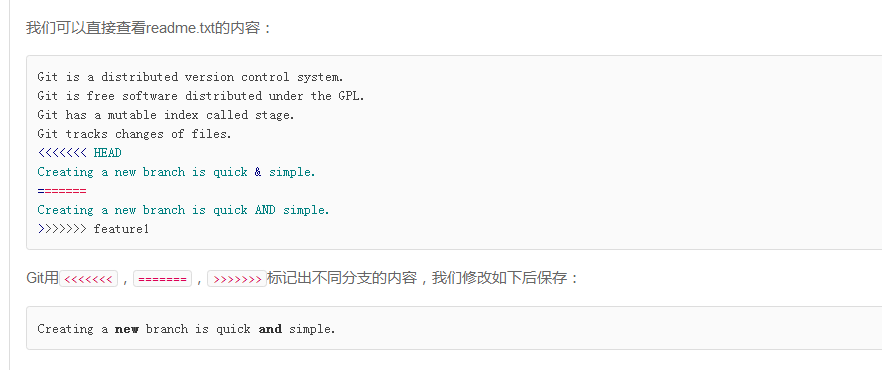 我们可以直接查看readme.txt的内容：
Git is a distributed version control system.
Git is free software distributed under the GPL.
Git has a mutable index called stage.
Git tracks changes of files.
<<<<<<< HEAD
Creating a new branch is quick & simple.
=======
Creating a new branch is quick AND simple.
>>>>>>> feature1
Git用<<<<<<<，=======，>>>>>>>标记出不同分支的内容，我们修改如下后保存：
Creating a new branch is quick and simple.